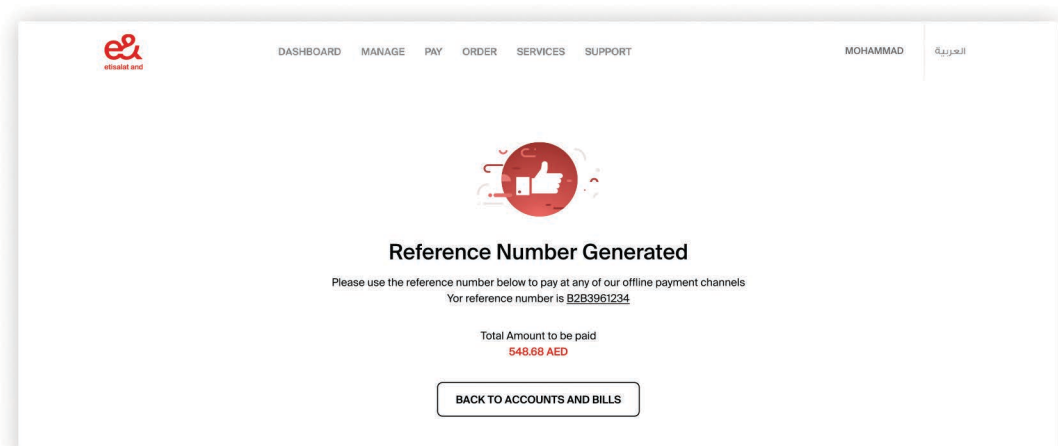 e&
etisalat and
DASHBOARD MANAGE PAY ORDER SERVICES SUPPORT MOHAMMAD العربية
Reference Number Generated
Please use the reference number below to pay at any of our offline payment channels
Yor reference number is B2B3961234
Total Amount to be paid
548.68 AED
BACK TO ACCOUNTS AND BILLS